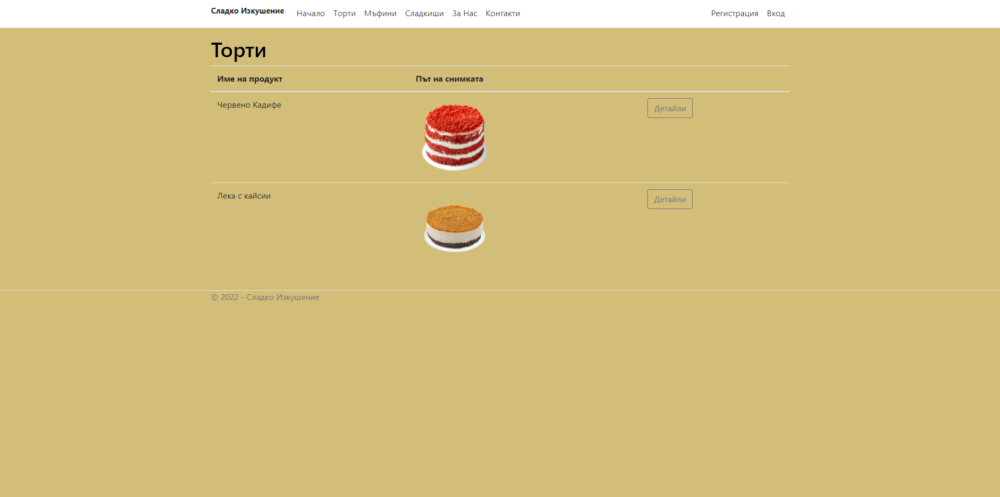 Сладко Изкушение Начало Торти Мъфини Сладкиши За Нас Контакти Регистрация Вход
Торти
Име на продукт Път на снимката
Червено Кадифе Детайли
Лека с кайсии Детайли
© 2022 - Сладко Изкушение